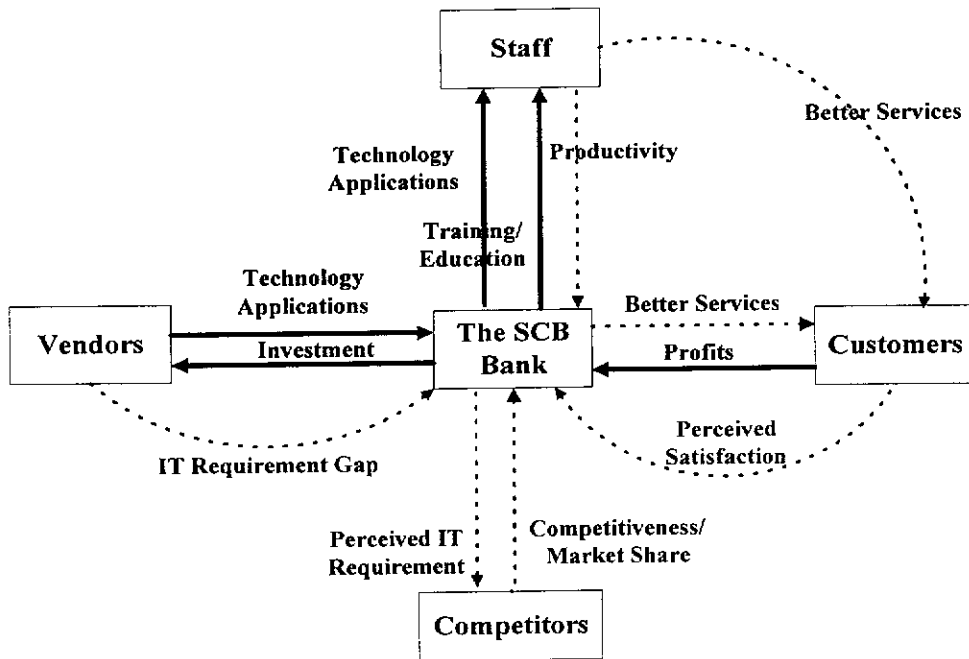 Staff
Better Services
Technology
Applications
Productivity
Training/
Education
Technology
Applications
Better Services
Vendors
Investment
The SCB
Bank
Profits
Customers
IT Requirement Gap
Perceived
Satisfaction
Perceived IT
Requirement
Competitiveness/
Market Share
Competitors